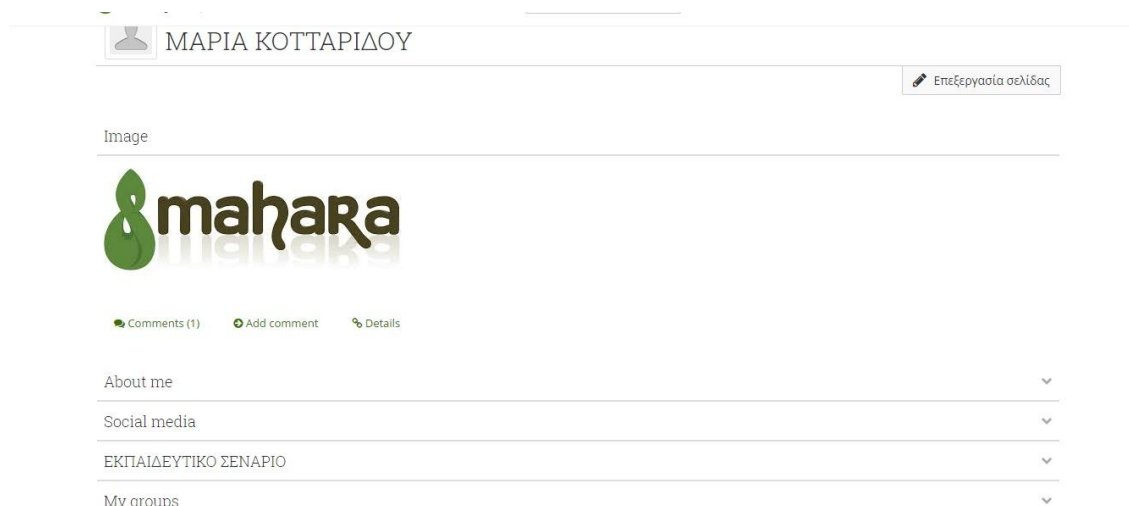 ΜΑΡΙΑ ΚΟΤΤΑΡΙΔΟΥ
Επεξεργασία σελίδας
Image
mahara
Comments (1) Add comment Details
About me
Social media
ΕΚΠΑΙΔΕΥΤΙΚΟ ΣΕΝΑΡΙΟ
My groups